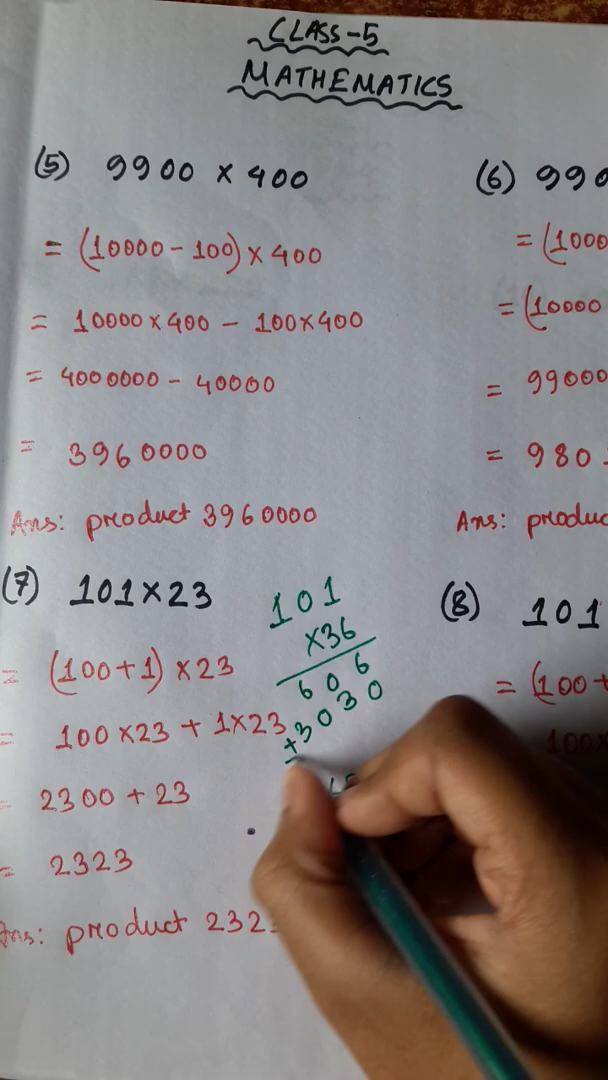 CLASS-5
MATHEMATICS
(5) 9900 × 400
= (10000 - 100) × 400
= 10000 × 400 - 100 × 400
= 4000000 - 40000
= 3960000
Ans: product 3960000
(6) 990
= (1000
= (10000
= 99000
= 980
Ans: produc
(7) 101 × 23
= (100 + 1) × 23
= 100 × 23 + 1 × 23
= 2300 + 23
= 2323
Ans: product 232
101
×36
606
+3030
(8) 101
= (100 +
100×